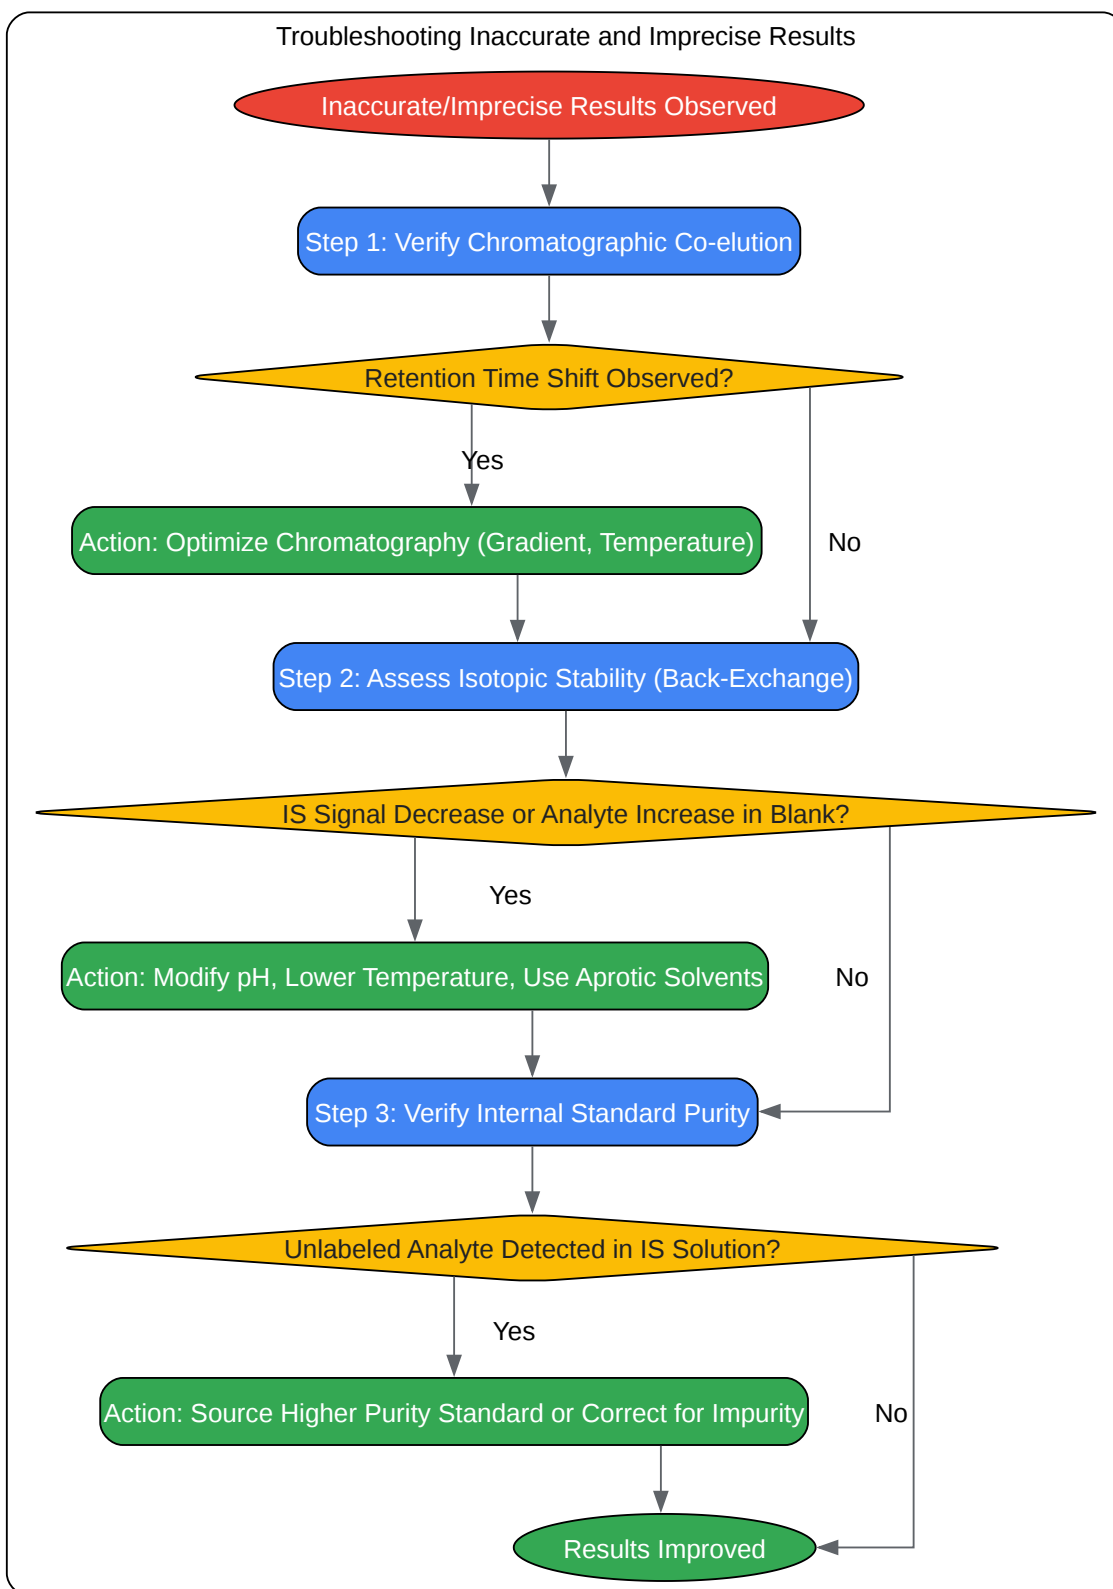 Troubleshooting Inaccurate and Imprecise Results
Inaccurate/Imprecise Results Observed
Step 1: Verify Chromatographic Co-elution
Retention Time Shift Observed?
Yes
Action: Optimize Chromatography (Gradient, Temperature)
No
Step 2: Assess Isotopic Stability (Back-Exchange)
IS Signal Decrease or Analyte Increase in Blank?
Yes
Action: Modify pH, Lower Temperature, Use Aprotic Solvents
No
Step 3: Verify Internal Standard Purity
Unlabeled Analyte Detected in IS Solution?
Yes
Action: Source Higher Purity Standard or Correct for Impurity
No
Results Improved